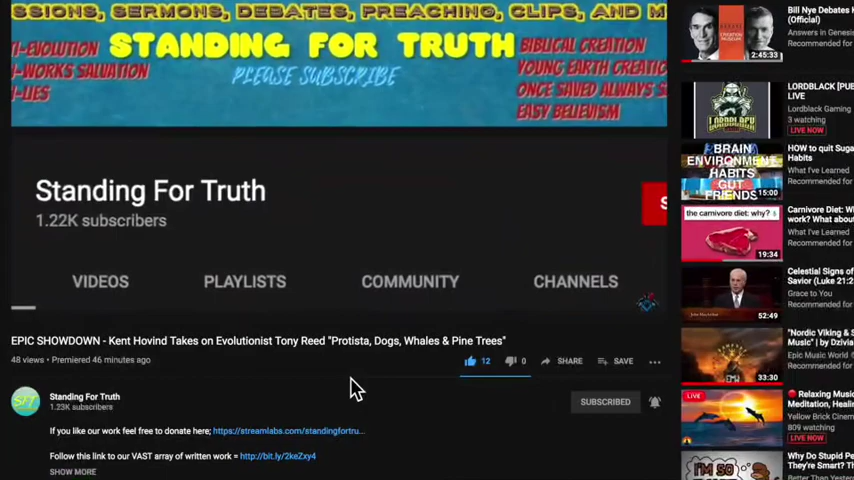 SSIONS, SERMONS, DEBATES, PREACHING, CLIPS, AND M
TI-EVOLUTION
-WORKS SALVATION
-LIES
STANDING FOR TRUTH
PLEASE SUBSCRIBE
BIBLICAL CREATION
YOUNG EARTH CREATIO
ONCE SAVED ALWAYS S
EASY BELIEVISM
Standing For Truth
1.22K subscribers
S
VIDEOS
PLAYLISTS
COMMUNITY
CHANNELS
EPIC SHOWDOWN - Kent Hovind Takes on Evolutionist Tony Reed "Protista, Dogs, Whales & Pine Trees"
48 views • Premiered 46 minutes ago
12
0
SHARE
SAVE
SFT
Standing For Truth
1.23K subscribers
SUBSCRIBED
If you like our work feel free to donate here; https://streamlabs.com/standingfortru...
Follow this link to our VAST array of written work = http://bit.ly/2keZxy4
SHOW MORE
2:45:33
Bill Nye Debates K
(Official)
Answers in Genesis
Recommended for
LORDBLACK [PUB
LIVE
Lordblack Gaming
3 watching
LIVE NOW
BRAIN
ENVIRONMENT
HABITS
GUT
FRIENDS
15:00
HOW to quit Suga
Habits
What I've Learned
Recommended for
the carnivore diet: why?
19:34
Carnivore Diet: W
work? What abou
What I've Learned
Recommended for
52:49
Celestial Signs of
Savior (Luke 21:2
Grace to You
Recommended for
33:30
"Nordic Viking & S
Music" | by Dzivia
Epic Music World
Recommended for
LIVE
Relaxing Music
Meditation, Healin
Yellow Brick Cinem
809 watching
LIVE NOW
I'M SO
Why Do Stupid Pe
They're Smart? Th
Better Than Yester